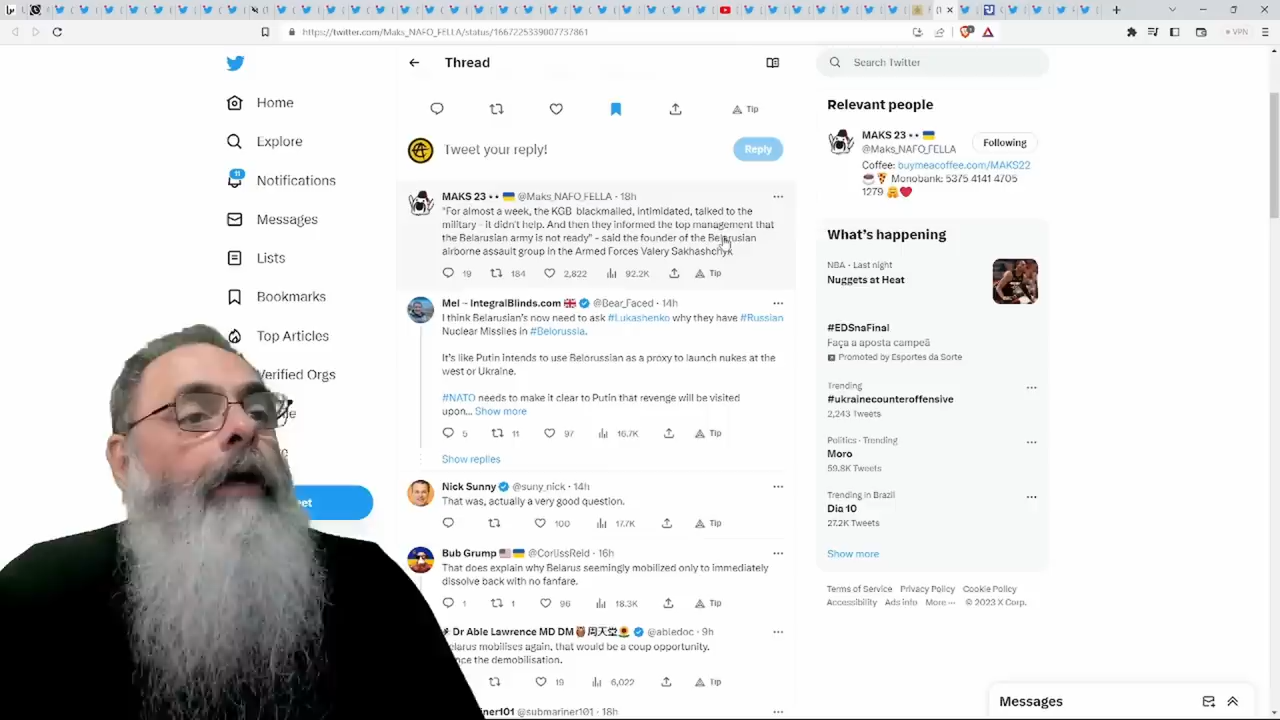 https://twitter.com/Maks_NAFO_FELLA/status/1667225339007737861
VPN
Home
Explore
11
Notifications
Messages
Lists
Bookmarks
Top Articles
Verified Orgs
Thread
Tip
Tweet your reply!
Reply
MAKS 23 @Maks_NAFO_FELLA · 18h
"For almost a week, the KGB blackmailed, intimidated, talked to the
military - it didn't help. And then they informed the top management that
the Belarusian army is not ready" - said the founder of the Belarusian
airborne assault group in the Armed Forces Valery Sakhashchyk
19 184 2,822 92.2K Tip
Mel - IntegralBlinds.com @Bear_Faced · 14h
I think Belarusian's now need to ask #Lukashenko why they have #Russian
Nuclear Missiles in #Belorussia.
It's like Putin intends to use Belorussian as a proxy to launch nukes at the
west or Ukraine.
#NATO needs to make it clear to Putin that revenge will be visited
upon... Show more
5 11 97 16.7K Tip
Show replies
Nick Sunny @suny_nick · 14h
That was, actually a very good question.
100 17.7K Tip
Bub Grump @CorlissReid · 16h
That does explain why Belarus seemingly mobilized only to immediately
dissolve back with no fanfare.
1 1 96 18.3K Tip
Dr Able Lawrence MD DM 周天堂 @abledoc · 9h
elarus mobilises again, that would be a coup opportunity.
nce the demobilisation.
19 6,022 Tip
iner101 @submariner101 · 18h
Search Twitter
Relevant people
MAKS 23
Following
@Maks_NAFO_FELLA
Coffee: buymeacoffee.com/MAKS22
Monobank: 5375 4141 4705
1279
What's happening
NBA · Last night
Nuggets at Heat
#EDSnaFinal
Faça a aposta campeã
Promoted by Esportes da Sorte
Trending
#ukrainecounteroffensive
2,243 Tweets
Politics · Trending
Moro
59.8K Tweets
Trending in Brazil
Dia 10
27.2K Tweets
Show more
Terms of Service Privacy Policy Cookie Policy
Accessibility Ads info More ··· © 2023 X Corp.
Messages